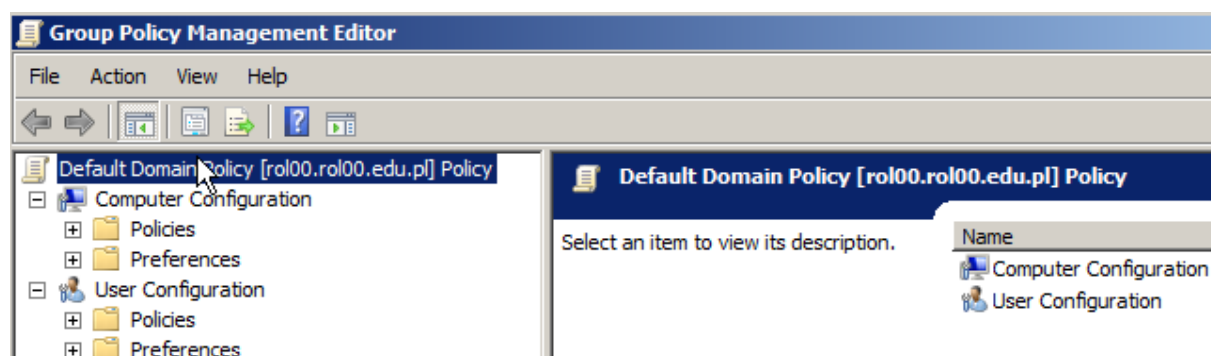 Group Policy Management Editor
File Action View Help
Default Domain Policy [rol00.rol00.edu.pl] Policy
Computer Configuration
Policies
Preferences
User Configuration
Policies
Preferences
Default Domain Policy [rol00.rol00.edu.pl] Policy
Select an item to view its description.
Name
Computer Configuration
User Configuration